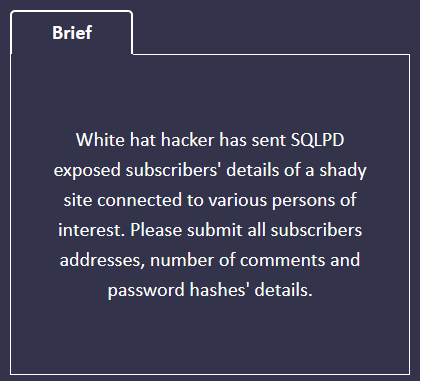 Brief
White hat hacker has sent SQLPD
exposed subscribers' details of a shady
site connected to various persons of
interest. Please submit all subscribers
addresses, number of comments and
password hashes' details.